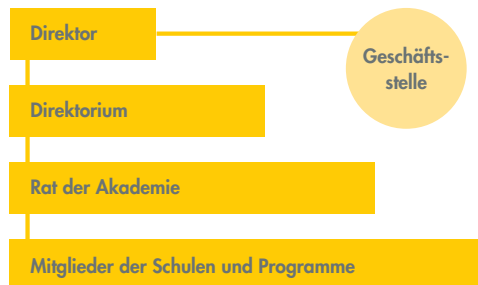 Direktor
Geschäfts-
stelle
Direktorium
Rat der Akademie
Mitglieder der Schulen und Programme